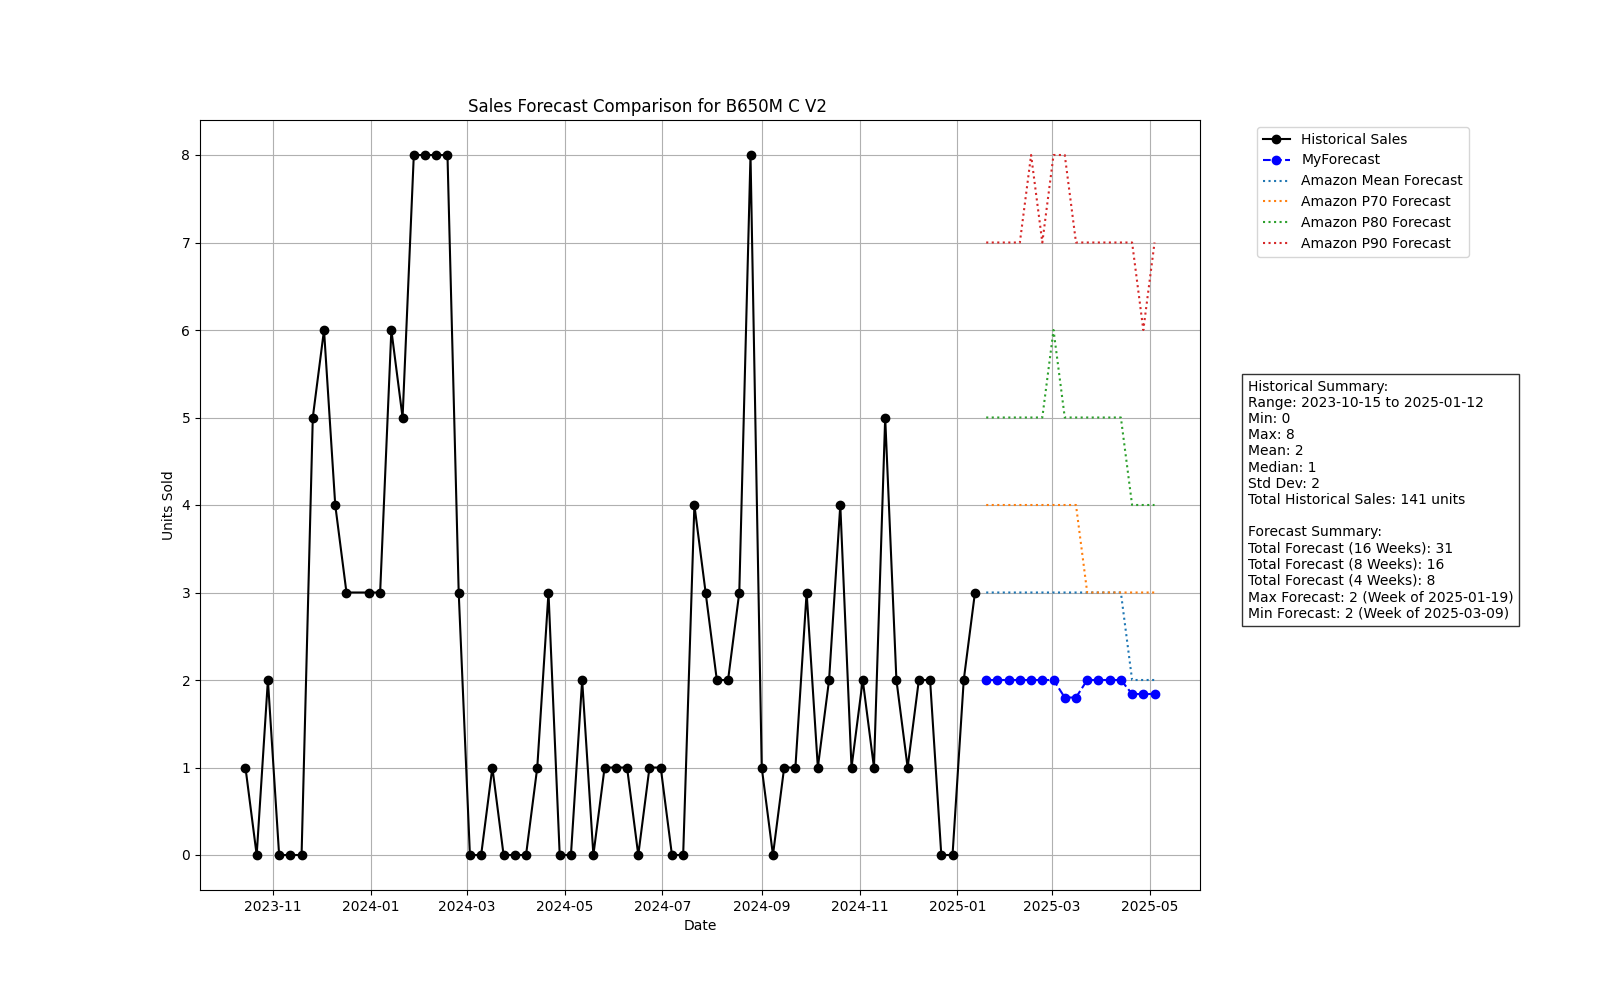 Sales Forecast Comparison for B650M C V2
8
7
6
5
4
3
2
1
0
Units Sold
2023-11
2024-01
2024-03
2024-05
2024-07
2024-09
2024-11
2025-01
2025-03
2025-05
Date
Historical Sales
MyForecast
Amazon Mean Forecast
Amazon P70 Forecast
Amazon P80 Forecast
Amazon P90 Forecast
Historical Summary:
Range: 2023-10-15 to 2025-01-12
Min: 0
Max: 8
Mean: 2
Median: 1
Std Dev: 2
Total Historical Sales: 141 units
Forecast Summary:
Total Forecast (16 Weeks): 31
Total Forecast (8 Weeks): 16
Total Forecast (4 Weeks): 8
Max Forecast: 2 (Week of 2025-01-19)
Min Forecast: 2 (Week of 2025-03-09)